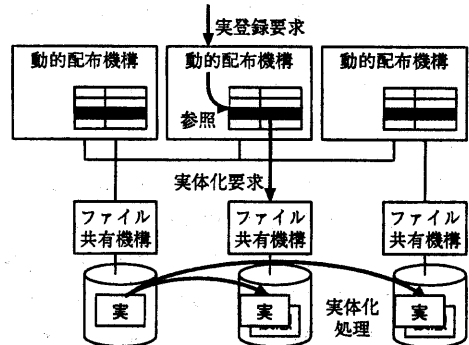 実登録要求
動的配布機構
動的配布機構
動的配布機構
参照
実体化要求
ファイル
共有機構
ファイル
共有機構
ファイル
共有機構
実
実
実
実体化
処理